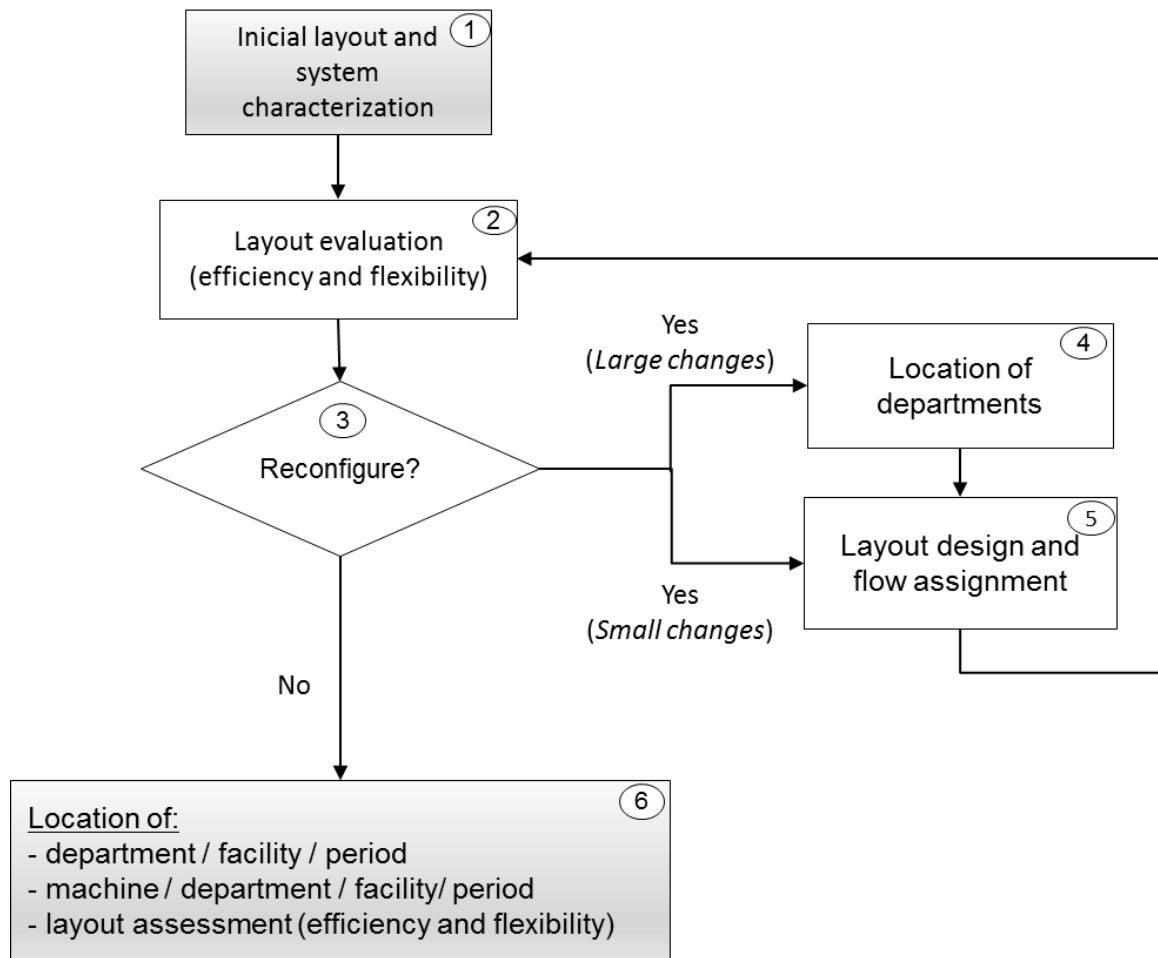 1
Inicial layout and
system
characterization
2
Layout evaluation
(efficiency and flexibility)
3
Reconfigure?
Yes
(Large changes)
4
Location of
departments
5
Layout design and
flow assignment
Yes
(Small changes)
No
6
Location of:
- department / facility / period
- machine / department / facility/ period
- layout assessment (efficiency and flexibility)